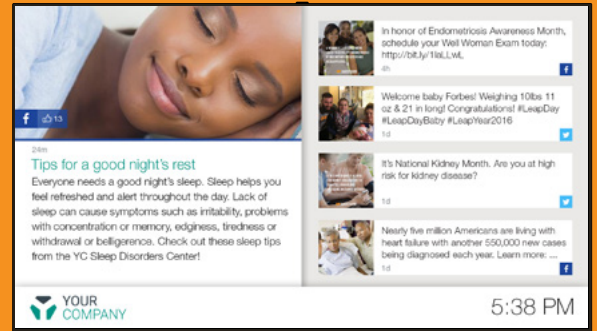 13
24m
Tips for a good night's rest
Everyone needs a good night's sleep. Sleep helps you
feel refreshed and alert throughout the day. Lack of
sleep can cause symptoms such as irritability, problems
with concentration or memory, edginess, tiredness or
withdrawal or belligerence. Check out these sleep tips
from the YC Sleep Disorders Center!
In honor of Endometriosis Awareness Month,
schedule your Well Woman Exam today:
4h
Welcome baby Forbes! Weighing 10lbs 11
oz & 21 in long! Congratulations! #LeapDay
#LeapDayBaby #LeapYear2016
1d
It's National Kidney Month. Are you at high
risk for kidney disease?
1d
Nearly five million Americans are living with
heart failure with another 550,000 new cases
being diagnosed each year. Learn more: ....
1d
YOUR
COMPANY
5:38 PM